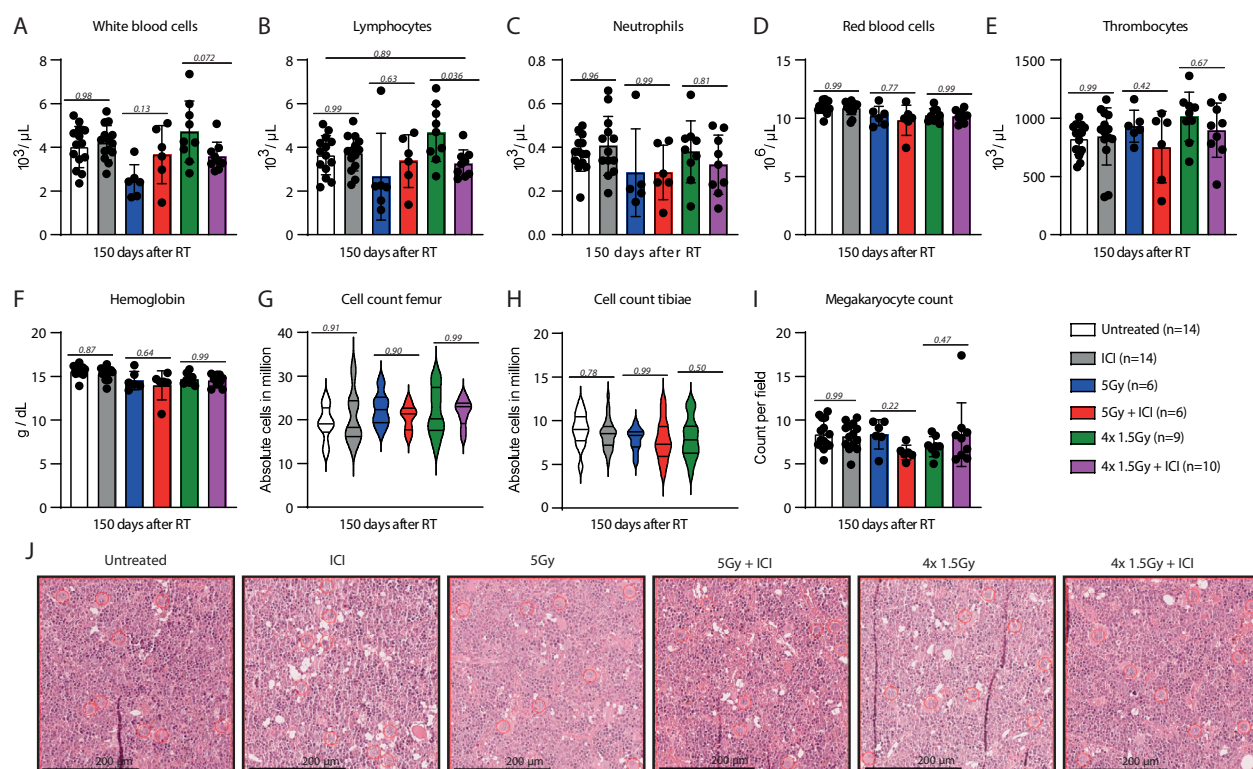 A White blood cells
8
6
4
2
0
10³/ µL
0.98
0.13
0.072
150 days after RT
B Lymphocytes
8
6
4
2
0
10³/ µL
0.89
0.99
0.63
0.036
150 days after RT
C Neutrophils
0.8
0.6
0.4
0.2
0.0
10³/ µL
0.96
0.99
0.81
150 days after RT
D Red blood cells
15
10
5
0
10⁶/ µL
0.99
0.77
0.99
150 days after RT
E Thrombocytes
1500
1000
500
0
10³/ µL
0.99
0.42
0.67
150 days after RT
F Hemoglobin
20
15
10
5
0
g / dL
0.87
0.64
0.99
150 days after RT
G Cell count femur
40
30
20
10
0
Absolute cells in million
0.91
0.90
0.99
150 days after RT
H Cell count tibiae
20
15
10
5
0
Absolute cells in million
0.78
0.99
0.50
150 days after RT
I Megakaryocyte count
20
15
10
5
0
Count per field
0.99
0.22
0.47
150 days after RT
Untreated (n=14)
ICI (n=14)
5Gy (n=6)
5Gy + ICI (n=6)
4x 1.5Gy (n=9)
4x 1.5Gy + ICI (n=10)
J
Untreated
ICI
5Gy
5Gy + ICI
4x 1.5Gy
4x 1.5Gy + ICI
200 µm
200 µm
200 µm
200 µm
200 µm
200 µm